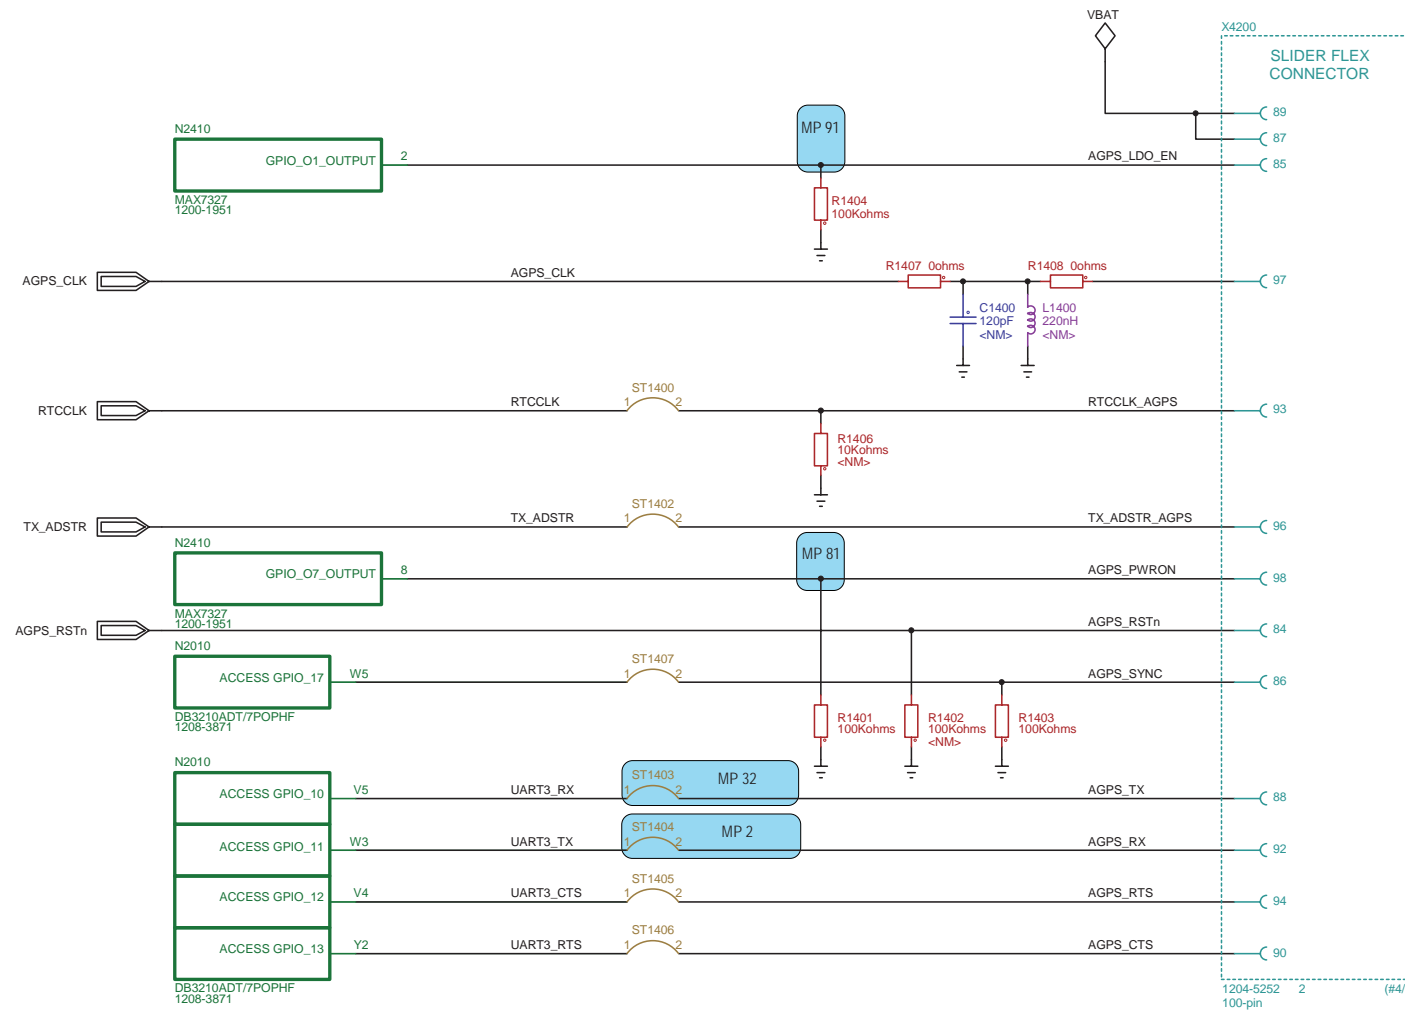 VBAT
X4200
SLIDER FLEX
CONNECTOR
89
87
N2410
GPIO_O1_OUTPUT
2
MP 91
AGPS_LDO_EN
85
MAX7327
1200-1951
R1404
100Kohms
AGPS_CLK
AGPS_CLK
R1407 0ohms
R1408 0ohms
97
C1400
120pF
<NM>
L1400
220nH
<NM>
RTCCLK
RTCCLK
ST1400
1 2
RTCCLK_AGPS
93
R1406
10Kohms
<NM>
TX_ADSTR
TX_ADSTR
ST1402
1 2
TX_ADSTR_AGPS
96
N2410
GPIO_O7_OUTPUT
8
MP 81
AGPS_PWRON
98
MAX7327
1200-1951
AGPS_RSTn
AGPS_RSTn
84
N2010
ACCESS GPIO_17
W5
ST1407
1 2
AGPS_SYNC
86
DB3210ADT/7POPHF
1208-3871
R1401
100Kohms
R1402
100Kohms
<NM>
R1403
100Kohms
N2010
ACCESS GPIO_10
V5
UART3_RX
ST1403
1 2
MP 32
AGPS_TX
88
ACCESS GPIO_11
W3
UART3_TX
ST1404
1 2
MP 2
AGPS_RX
92
ACCESS GPIO_12
V4
UART3_CTS
ST1405
1 2
AGPS_RTS
94
ACCESS GPIO_13
Y2
UART3_RTS
ST1406
1 2
AGPS_CTS
90
DB3210ADT/7POPHF
1208-3871
1204-5252 2 (#4/
100-pin